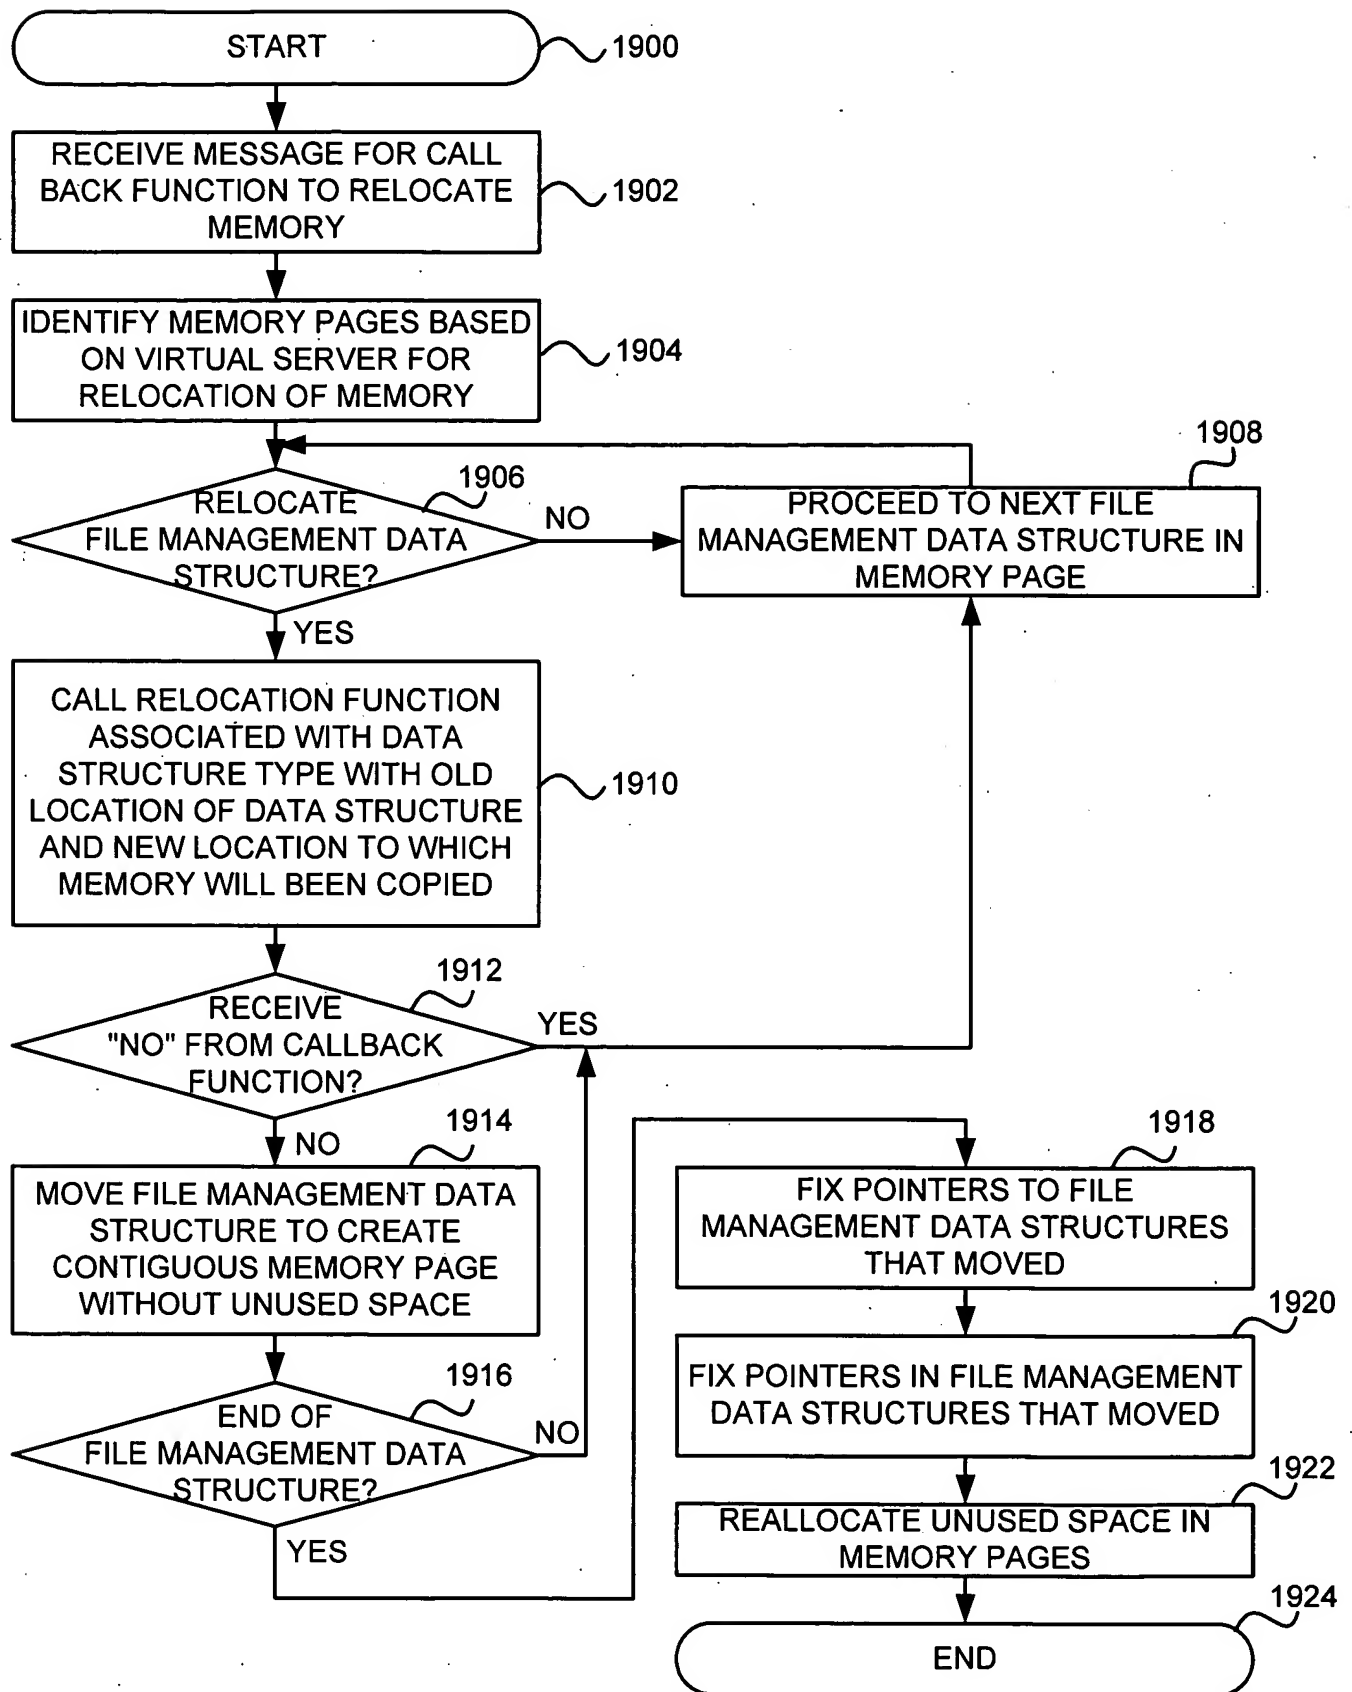 START
1900
RECEIVE MESSAGE FOR CALL
BACK FUNCTION TO RELOCATE
MEMORY
1902
IDENTIFY MEMORY PAGES BASED
ON VIRTUAL SERVER FOR
RELOCATION OF MEMORY
1904
RELOCATE
FILE MANAGEMENT DATA
STRUCTURE?
1906
NO
1908
PROCEED TO NEXT FILE
MANAGEMENT DATA STRUCTURE IN
MEMORY PAGE
YES
CALL RELOCATION FUNCTION
ASSOCIATED WITH DATA
STRUCTURE TYPE WITH OLD
LOCATION OF DATA STRUCTURE
AND NEW LOCATION TO WHICH
MEMORY WILL BEEN COPIED
1910
1912
RECEIVE
"NO" FROM CALLBACK
FUNCTION?
YES
NO
1914
MOVE FILE MANAGEMENT DATA
STRUCTURE TO CREATE
CONTIGUOUS MEMORY PAGE
WITHOUT UNUSED SPACE
1916
END OF
FILE MANAGEMENT DATA
STRUCTURE?
NO
YES
1918
FIX POINTERS TO FILE
MANAGEMENT DATA STRUCTURES
THAT MOVED
1920
FIX POINTERS IN FILE MANAGEMENT
DATA STRUCTURES THAT MOVED
1922
REALLOCATE UNUSED SPACE IN
MEMORY PAGES
1924
END